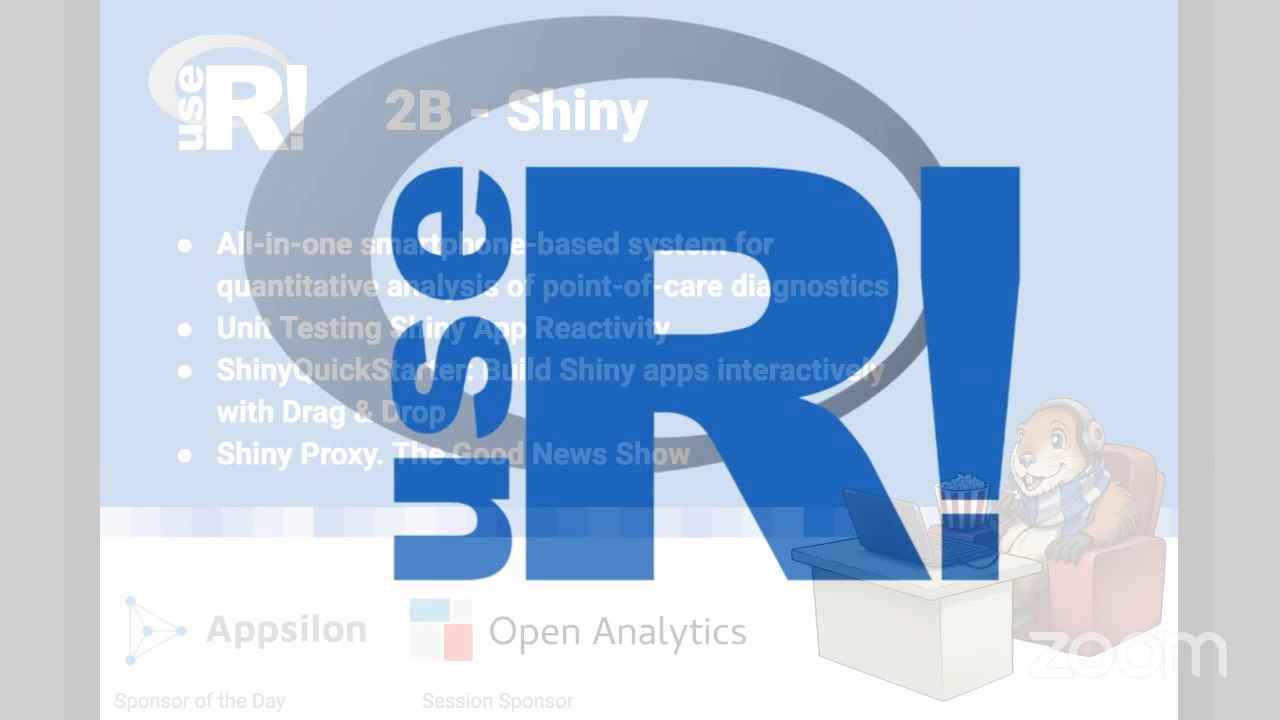 useR!
2B - Shiny
useR!
● All-in-one smartphone-based system for
quantitative analysis of point-of-care diagnostics
● Unit Testing Shiny App Reactivity
● ShinyQuickStarter: Build Shiny apps interactively
with Drag & Drop
● Shiny Proxy. The Good News Show
Appsilon
Open Analytics
Sponsor of the Day
Session Sponsor
zoom